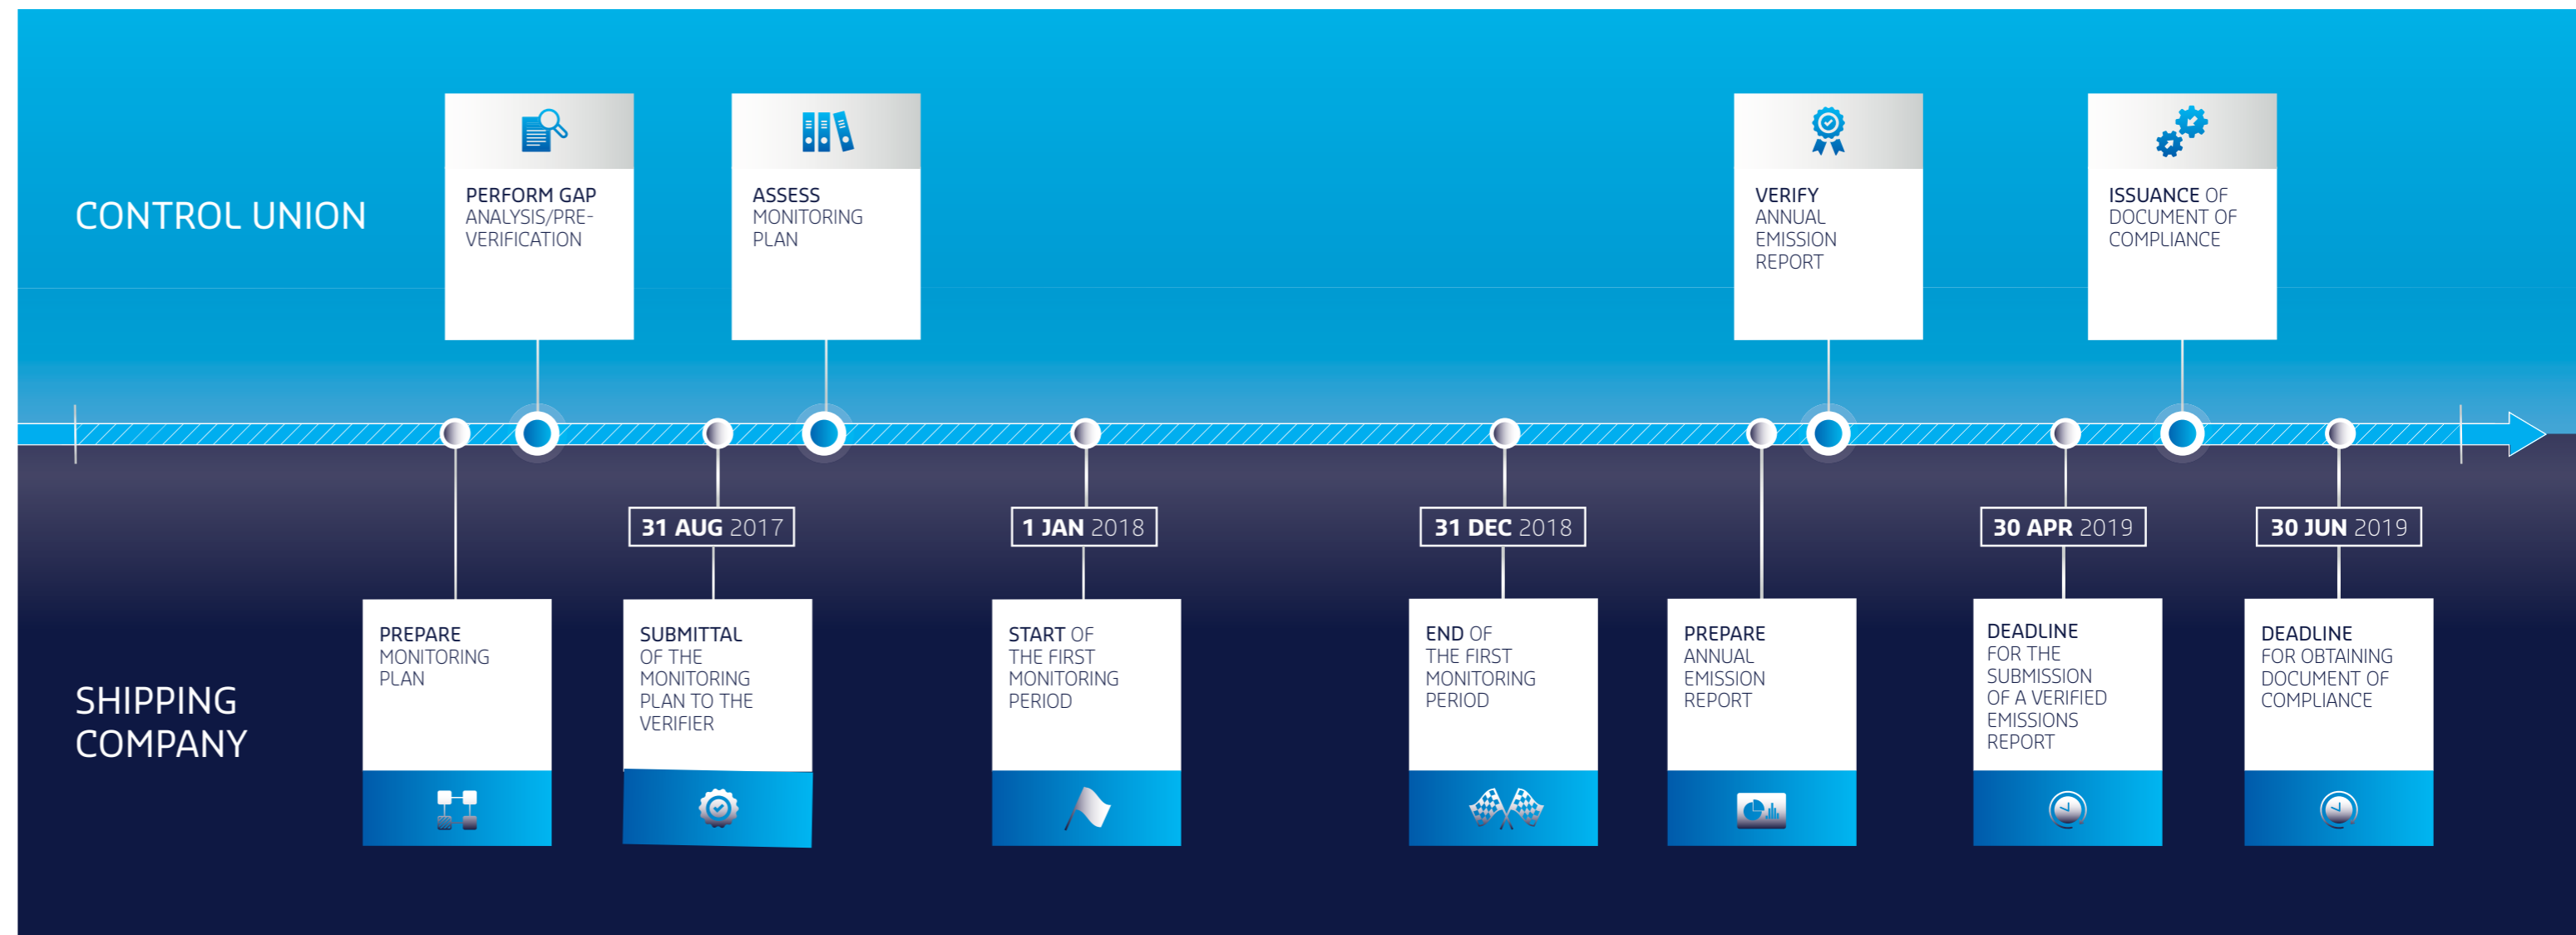 CONTROL UNION
PERFORM GAP
ANALYSIS/PRE-
VERIFICATION
ASSESS
MONITORING
PLAN
VERIFY
ANNUAL
EMISSION
REPORT
ISSUANCE OF
DOCUMENT OF
COMPLIANCE
SHIPPING
COMPANY
PREPARE
MONITORING
PLAN
31 AUG 2017
SUBMITTAL
OF THE
MONITORING
PLAN TO THE
VERIFIER
1 JAN 2018
START OF
THE FIRST
MONITORING
PERIOD
31 DEC 2018
END OF
THE FIRST
MONITORING
PERIOD
PREPARE
ANNUAL
EMISSION
REPORT
30 APR 2019
DEADLINE
FOR THE
SUBMISSION
OF A VERIFIED
EMISSIONS
REPORT
30 JUN 2019
DEADLINE
FOR OBTAINING
DOCUMENT OF
COMPLIANCE